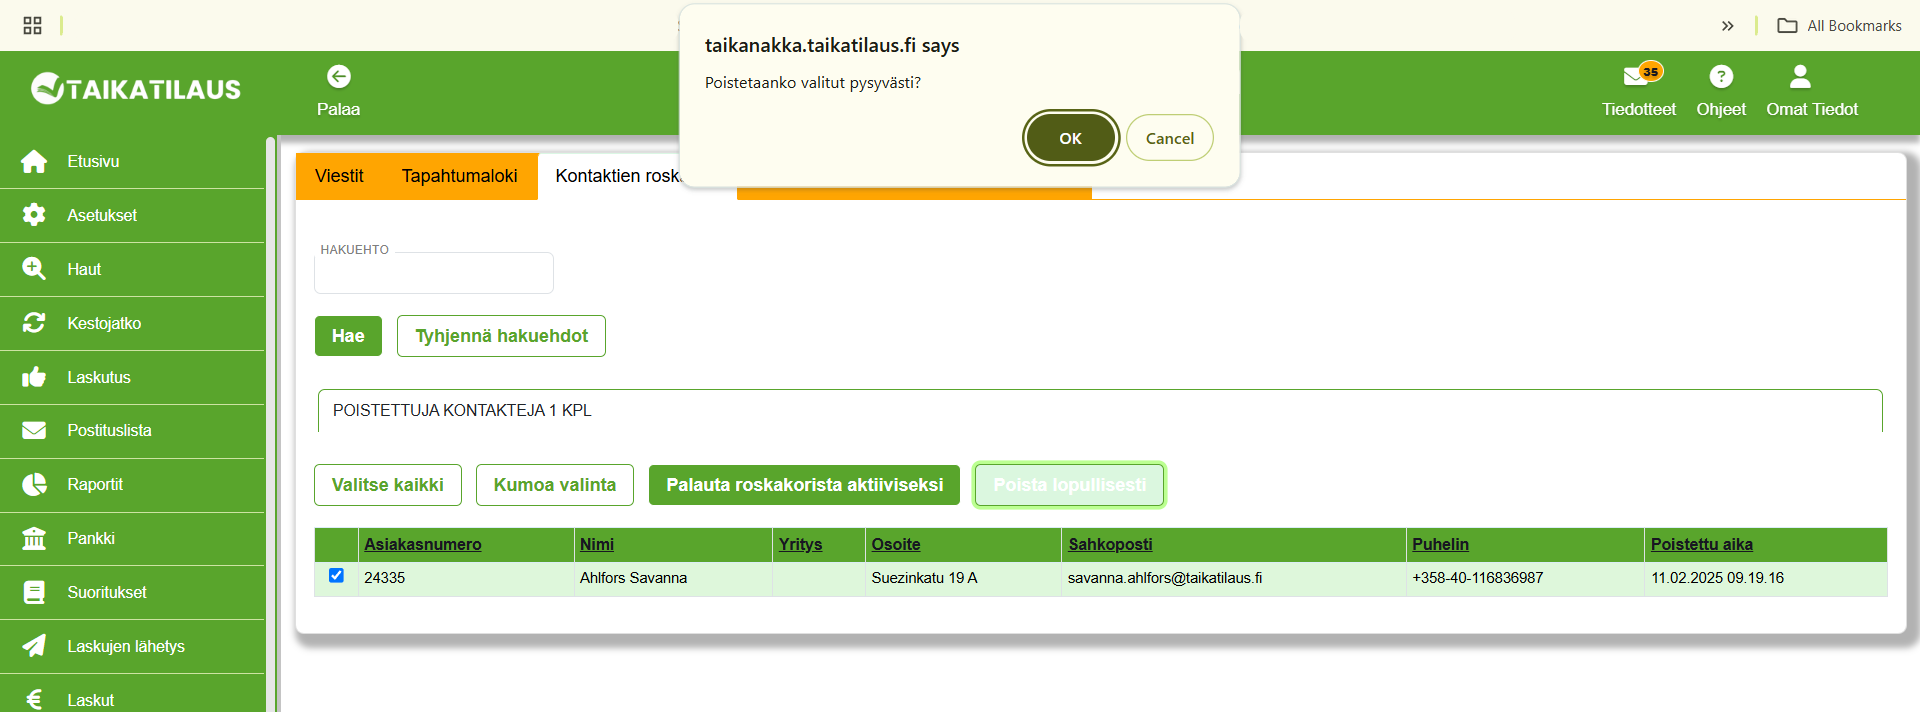 All Bookmarks
taikanakka.taikatilaus.fi says
Poistetaanko valitut pysyvästi?
OK
Cancel
TAIKATILAUS
Palaa
35
Tiedotteet
Ohjeet
Omat Tiedot
Etusivu
Asetukset
Haut
Kestojatko
Laskutus
Postituslista
Raportit
Pankki
Suoritukset
Laskujen lähetys
Laskut
Viestit
Tapahtumaloki
Kontaktien
HAKUEHTO
Hae
Tyhjennä hakuehdot
POISTETTUJA KONTAKTEJA 1 KPL
Valitse kaikki
Kumoa valinta
Palauta roskakorista aktiiviseksi
Poista lopullisesti
Asiakasnumero Nimi Yritys Osoite Sahkoposti Puhelin Poistettu aika
24335 Ahlfors Savanna Suezinkatu 19 A savanna.ahlfors@taikatilaus.fi +358-40-116836987 11.02.2025 09.19.16